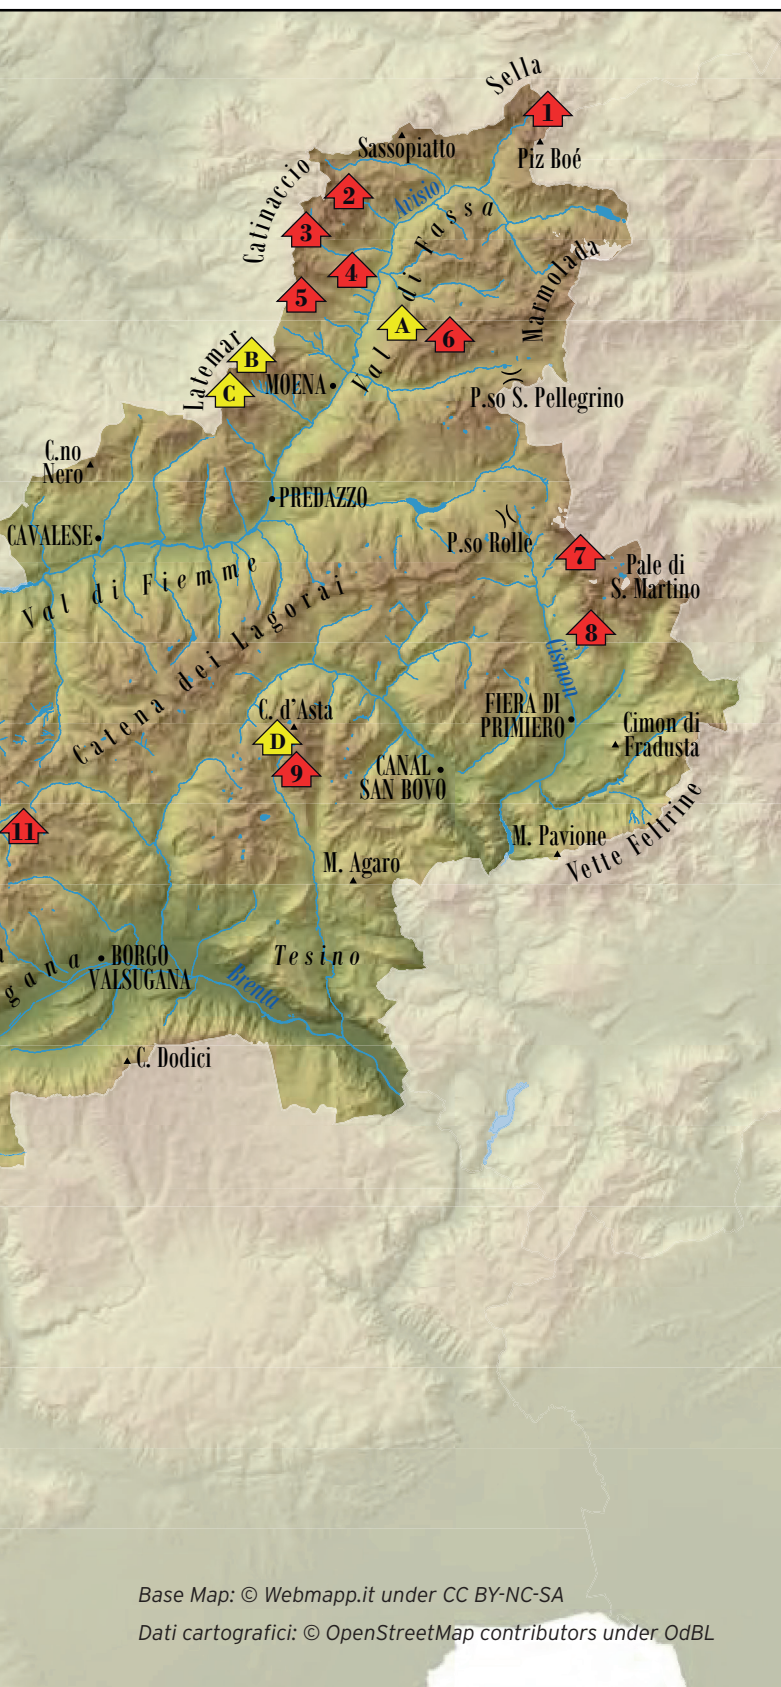 Sella
1
Piz Boé
Sassopiatto
Catinaccio
2
Avisio
3
Val di Fassa
4
Marmolada
5
A
6
Latemar
B
C
MOENA
P.so S. Pellegrino
C.no
Nero
PREDAZZO
CAVALESE
P.so Rolle
7
Pale di
S. Martino
Val di Fiemme
Catena dei Lagorai
8
Cismon
FIERA DI
PRIMIERO
C. d'Asta
D
9
Cimon di
Fradusta
CANAL
SAN BOVO
11
M. Pavione
Vette Feltrine
M. Agaro
gana
BORGO
VALSUGANA
Tesino
Brenta
C. Dodici
Base Map: © Webmapp.it under CC BY-NC-SA
Dati cartografici: © OpenStreetMap contributors under OdBL